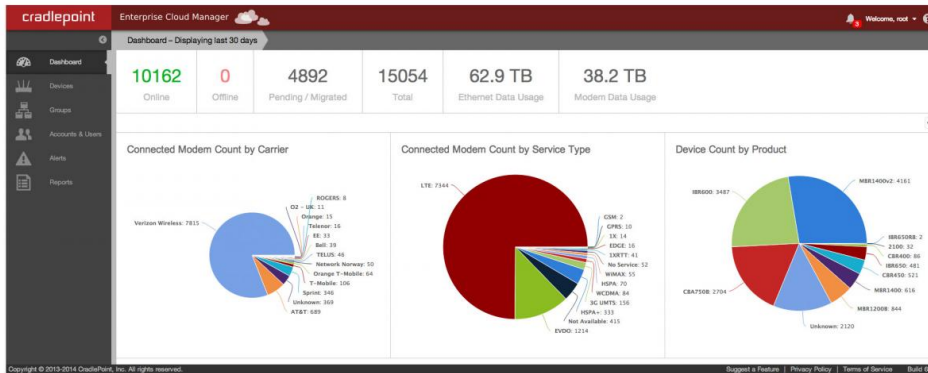 cradlepoint
Enterprise Cloud Manager
3
Welcome, root
Dashboard – Displaying last 30 days
Dashboard
Devices
Groups
Accounts & Users
Alerts
Reports
10162
Online
0
Offline
4892
Pending / Migrated
15054
Total
62.9 TB
Ethernet Data Usage
38.2 TB
Modem Data Usage
Connected Modem Count by Carrier
ROGERS: 8
O2 - UK: 11
Orange: 15
Telenor: 16
EE: 33
Bell: 39
TELUS: 46
Network Norway: 50
Orange T-Mobile: 64
T-Mobile: 106
Sprint: 346
Unknown: 369
AT&T: 689
Verizon Wireless: 7815
Connected Modem Count by Service Type
LTE: 7344
GSM: 2
GPRS: 10
1X: 14
EDGE: 16
1XRTT: 41
No Service: 52
WIMAX: 55
HSPA: 70
WCDMA: 84
3G UMTS: 156
HSPA+: 333
Not Available: 415
EVDO: 1214
Device Count by Product
MBR1400v2: 4161
IBR600: 3487
IBR650RB: 2
2100: 32
CBR400: 86
IBR650: 481
CBR450: 521
MBR1400: 616
MBR1200B: 844
Unknown: 2120
CBA750B: 2704
Copyright © 2013-2014 CradlePoint, Inc. All rights reserved.
Suggest a Feature | Privacy Policy | Terms of Service
Build 6